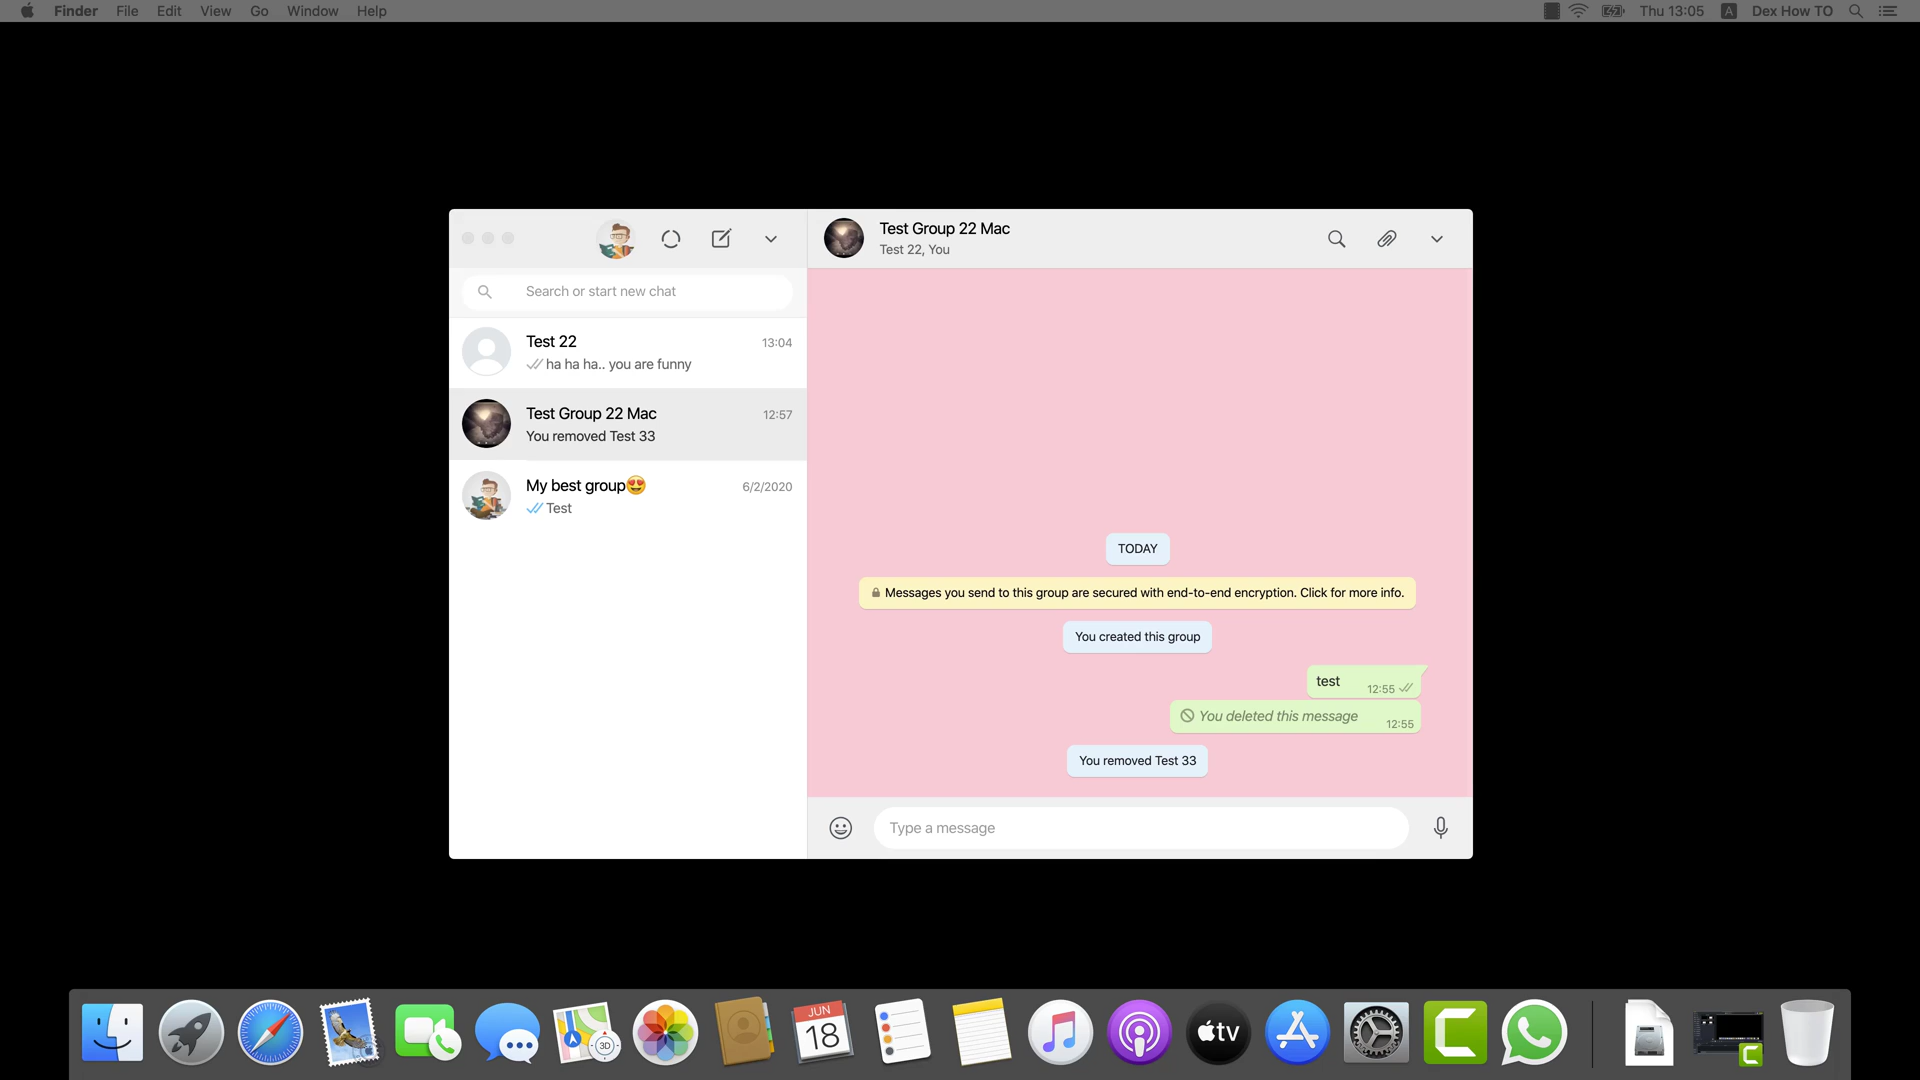 Finder File Edit View Go Window Help
Thu 13:05 A Dex How TO
Test Group 22 Mac
Test 22, You
Search or start new chat
Test 22 13:04
ha ha ha.. you are funny
Test Group 22 Mac 12:57
You removed Test 33
My best group😍 6/2/2020
Test
TODAY
Messages you send to this group are secured with end-to-end encryption. Click for more info.
You created this group
test 12:55
You deleted this message 12:55
You removed Test 33
Type a message
3D
JUN
18
tv